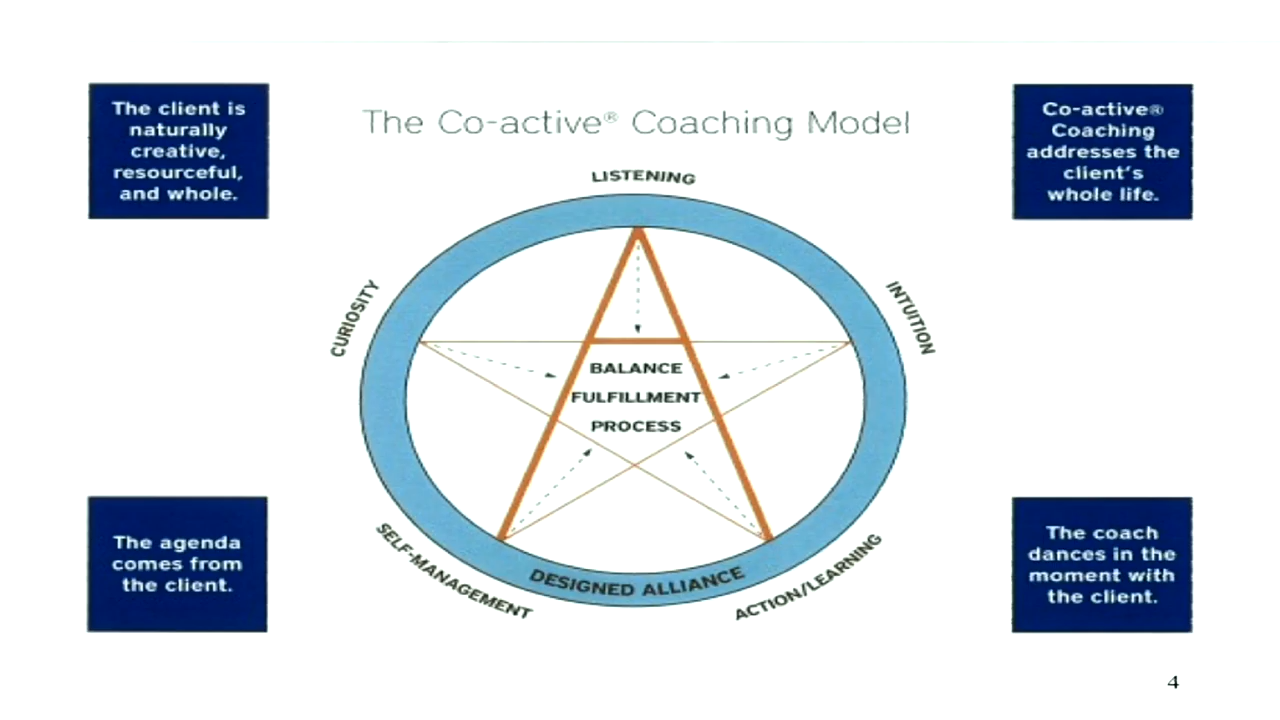 The Co-active® Coaching Model
The client is
naturally
creative,
resourceful,
and whole.
Co-active®
Coaching
addresses the
client's
whole life.
LISTENING
CURIOSITY
INTUITION
BALANCE
FULFILLMENT
PROCESS
SELF-MANAGEMENT
DESIGNED ALLIANCE
ACTION/LEARNING
The agenda
comes from
the client.
The coach
dances in the
moment with
the client.
4